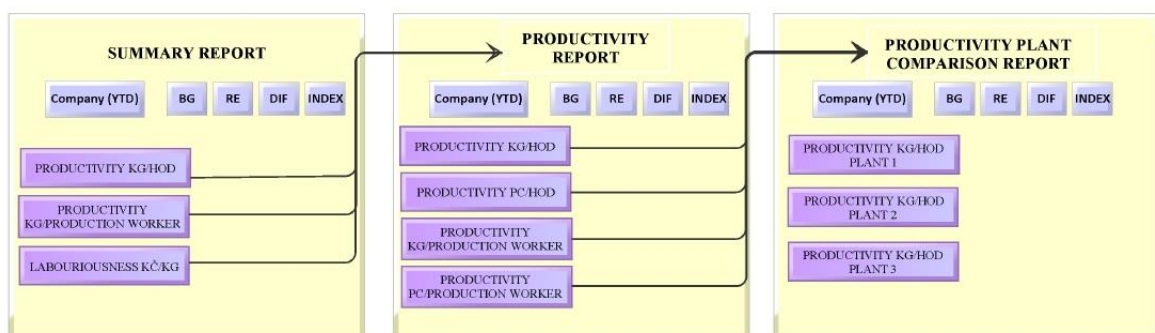 SUMMARY REPORT
Company (YTD) BG RE DIF INDEX
PRODUCTIVITY KG/HOD
PRODUCTIVITY
KG/PRODUCTION WORKER
LABOURIOUSNESS KČ/KG
PRODUCTIVITY
REPORT
Company (YTD) BG RE DIF INDEX
PRODUCTIVITY KG/HOD
PRODUCTIVITY PC/HOD
PRODUCTIVITY
KG/PRODUCTION WORKER
PRODUCTIVITY
PC/PRODUCTION WORKER
PRODUCTIVITY PLANT
COMPARISON REPORT
Company (YTD) BG RE DIF INDEX
PRODUCTIVITY KG/HOD
PLANT 1
PRODUCTIVITY KG/HOD
PLANT 2
PRODUCTIVITY KG/HOD
PLANT 3